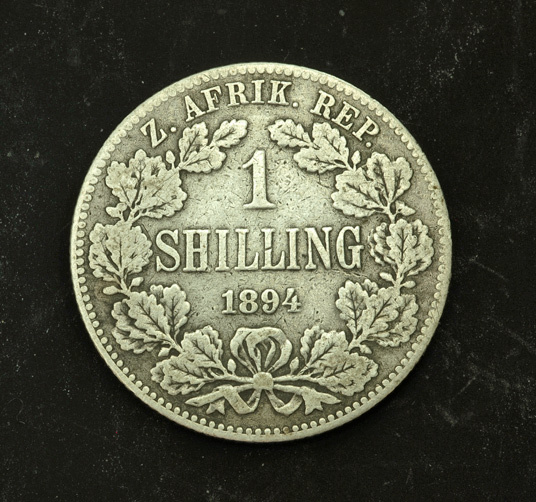 Z. AFRIK. REP.
1
SHILLING
1894